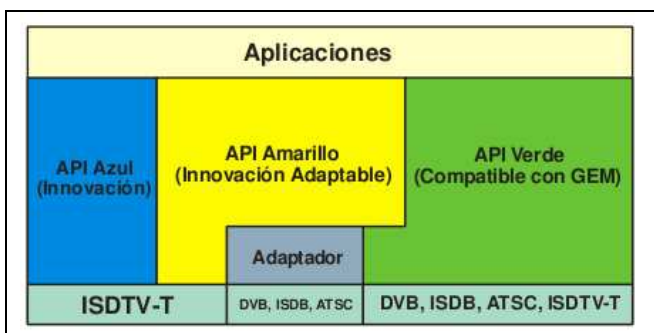 Aplicaciones
API Azul
(Innovación)
API Amarillo
(Innovación Adaptable)
API Verde
(Compatible con GEM)
Adaptador
ISDTV-T
DVB, ISDB, ATSC
DVB, ISDB, ATSC, ISDTV-T